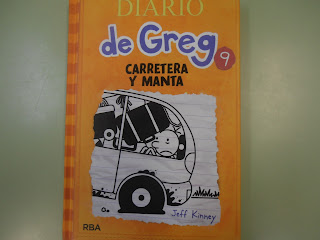 DIARIO
de Greg
9
CARRETERA
Y MANTA
Jeff Kinney
RBA